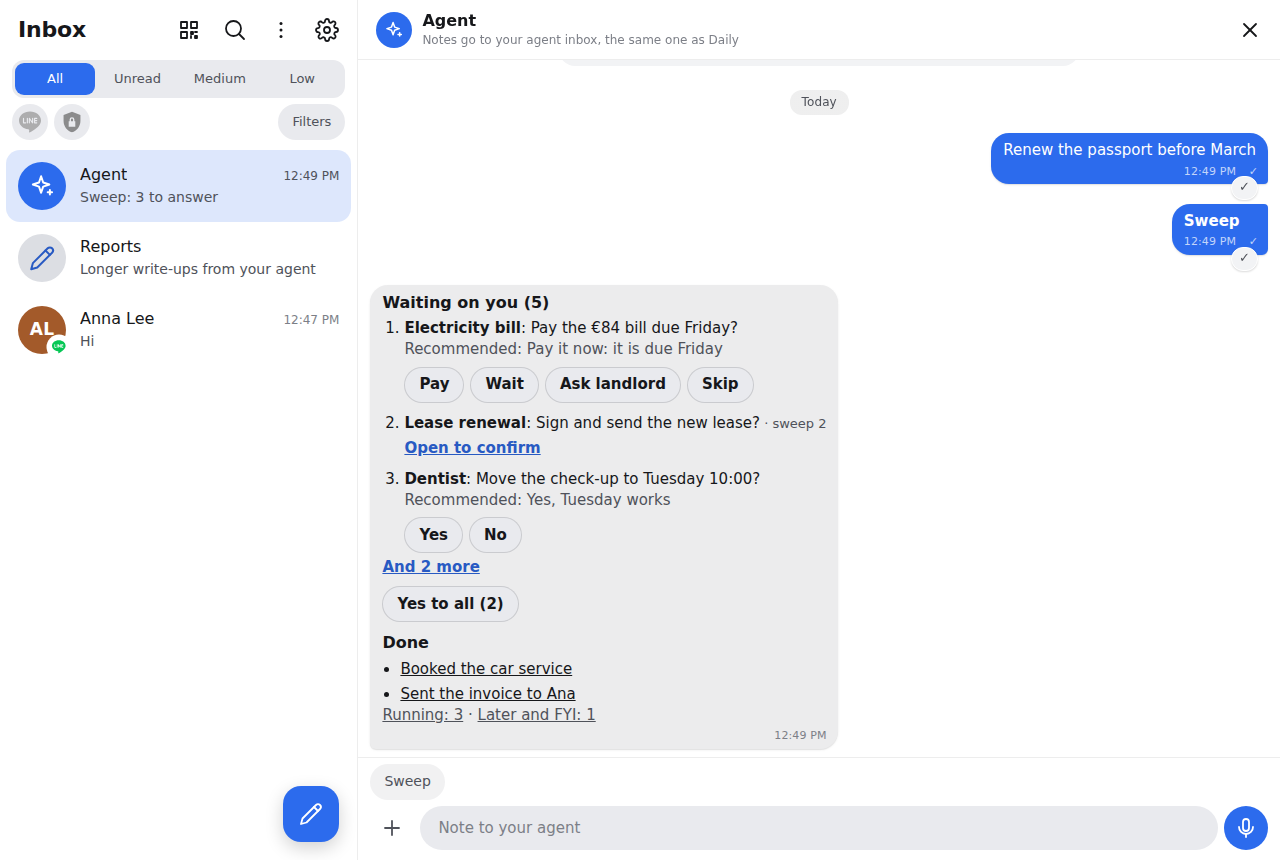 Inbox
All
Unread
Medium
Low
LINE
Filters
Agent
12:49 PM
Sweep: 3 to answer
Reports
Longer write-ups from your agent
AL
LINE
Anna Lee
12:47 PM
Hi
Agent
Notes go to your agent inbox, the same one as Daily
Today
Renew the passport before March
12:49 PM ✓
✓
Sweep
12:49 PM ✓
✓
Waiting on you (5)
1. Electricity bill: Pay the €84 bill due Friday?
Recommended: Pay it now: it is due Friday
Pay Wait Ask landlord Skip
2. Lease renewal: Sign and send the new lease? · sweep 2
Open to confirm
3. Dentist: Move the check-up to Tuesday 10:00?
Recommended: Yes, Tuesday works
Yes No
And 2 more
Yes to all (2)
Done
• Booked the car service
• Sent the invoice to Ana
Running: 3 · Later and FYI: 1
12:49 PM
Sweep
Note to your agent